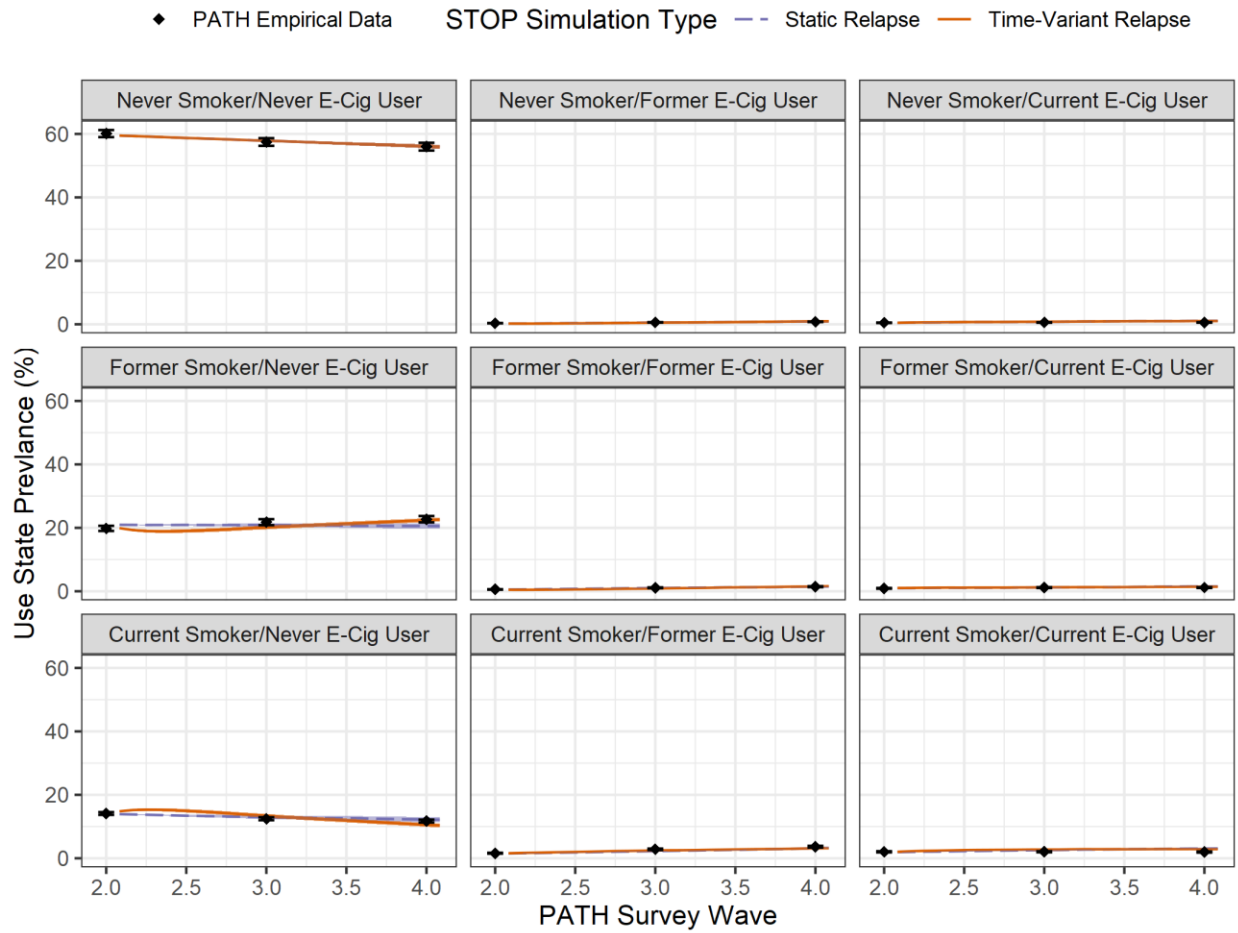 PATH Empirical Data STOP Simulation Type Static Relapse Time-Variant Relapse
Never Smoker/Never E-Cig User Never Smoker/Former E-Cig User Never Smoker/Current E-Cig User
60
40
20
0
Former Smoker/Never E-Cig User Former Smoker/Former E-Cig User Former Smoker/Current E-Cig User
60
40
20
0
Current Smoker/Never E-Cig User Current Smoker/Former E-Cig User Current Smoker/Current E-Cig User
60
40
20
0
Use State Prevlance (%)
2.0 2.5 3.0 3.5 4.0 2.0 2.5 3.0 3.5 4.0 2.0 2.5 3.0 3.5 4.0
PATH Survey Wave